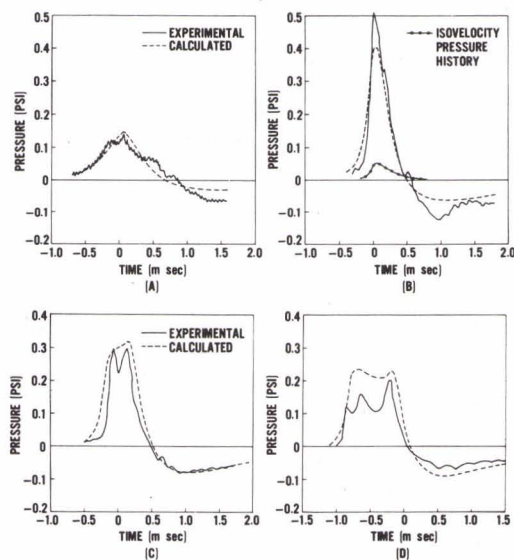 0.5
0.4
0.3
0.2
0.1
0
-0.1
0.2
PRESSURE [PSI]
EXPERIMENTAL
CALCULATED
-1.0 -0.5 0 0.5 1.0 1.5 2.0
TIME [m sec]
[A]
0.5
0.4
0.3
0.2
0.1
0
-0.1
0.2
PRESSURE [PSI]
ISOVELOCITY
PRESSURE
HISTORY
-1.0 -0.5 0 0.5 1.0 1.5 2.0
TIME [m sec]
[B]
0.4
0.3
0.2
0.1
0
-0.1
0.2
PRESSURE [PSI]
EXPERIMENTAL
CALCULATED
-1.0 -0.5 0 0.5 1.0 1.5 2
TIME [m sec]
[C]
0.4
0.3
0.2
0.1
0
-0.1
0.2
PRESSURE [PSI]
-1.5 -1.0 -0.5 0 0.5 1.0 1.5
TIME [m sec]
[D]